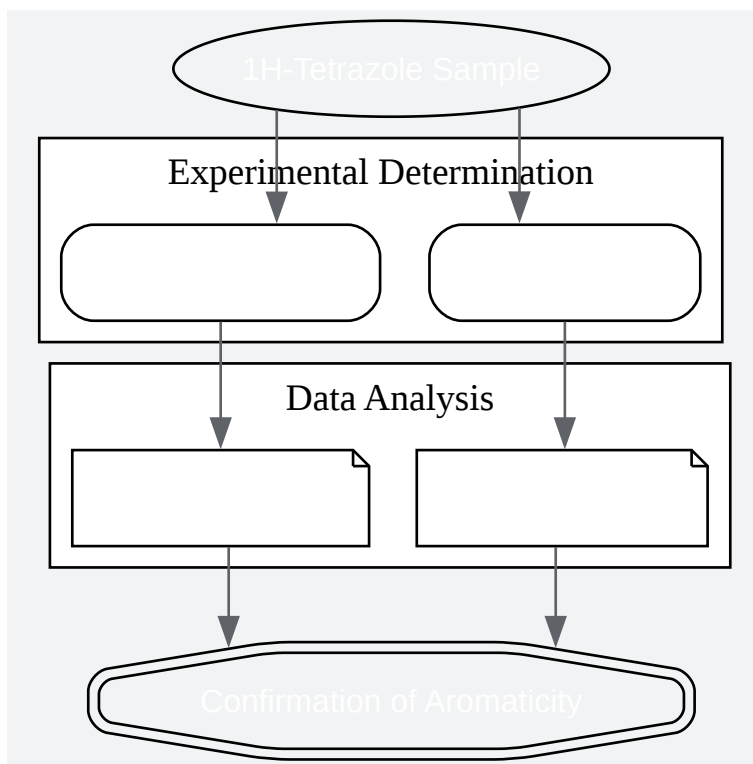 1H-Tetrazole Sample
Experimental Determination
Data Analysis
Confirmation of Aromaticity